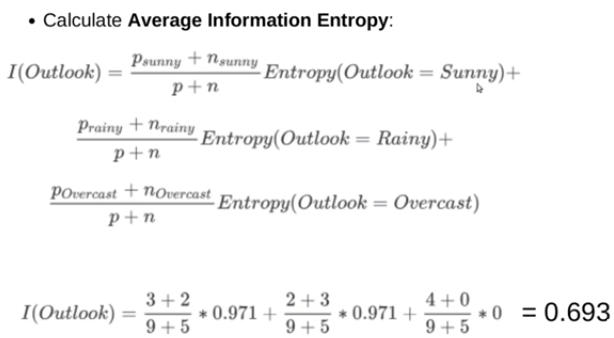 • Calculate Average Information Entropy:
I(Outlook) = \frac{p_{sunny} + n_{sunny}}{p + n} Entropy(Outlook = Sunny)+
\frac{p_{rainy} + n_{rainy}}{p + n} Entropy(Outlook = Rainy)+
\frac{p_{Overcast} + n_{Overcast}}{p + n} Entropy(Outlook = Overcast)
I(Outlook) = \frac{3 + 2}{9 + 5} * 0.971 + \frac{2 + 3}{9 + 5} * 0.971 + \frac{4 + 0}{9 + 5} * 0 = 0.693